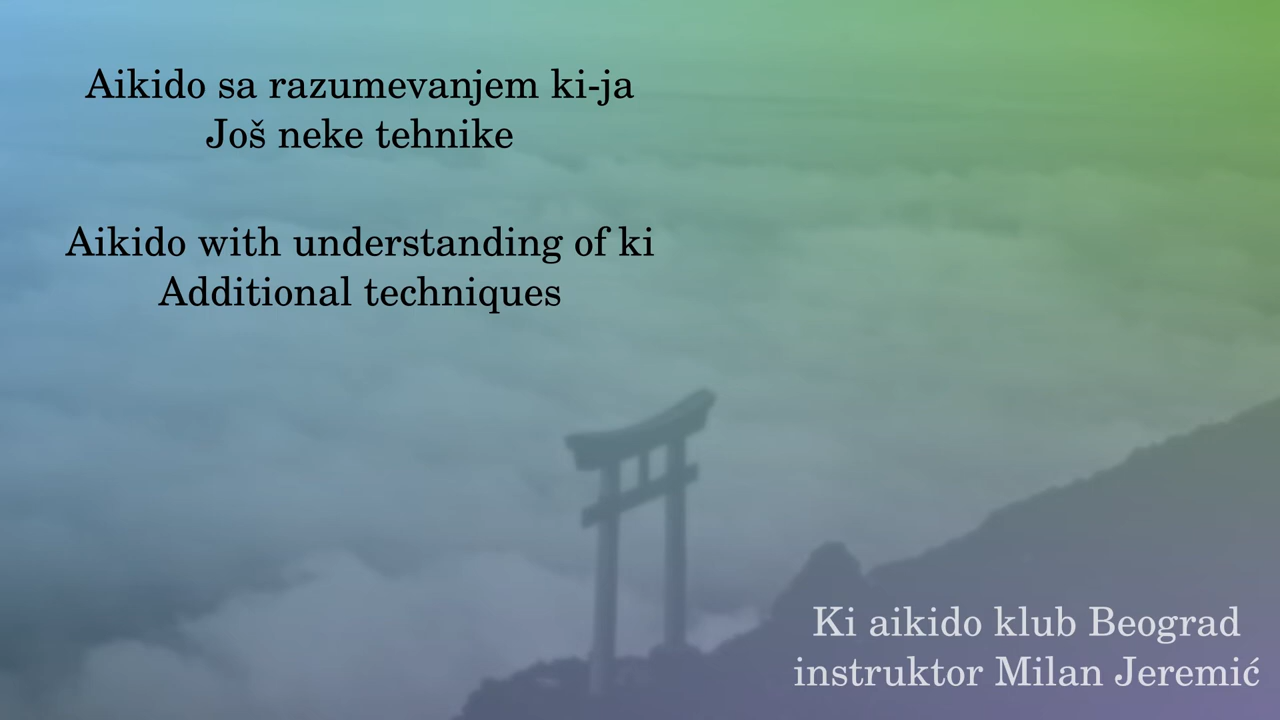 Aikido sa razumevanjem ki-ja
Još neke tehnike
Aikido with understanding of ki
Additional techniques
Ki aikido klub Beograd
instruktor Milan Jeremić